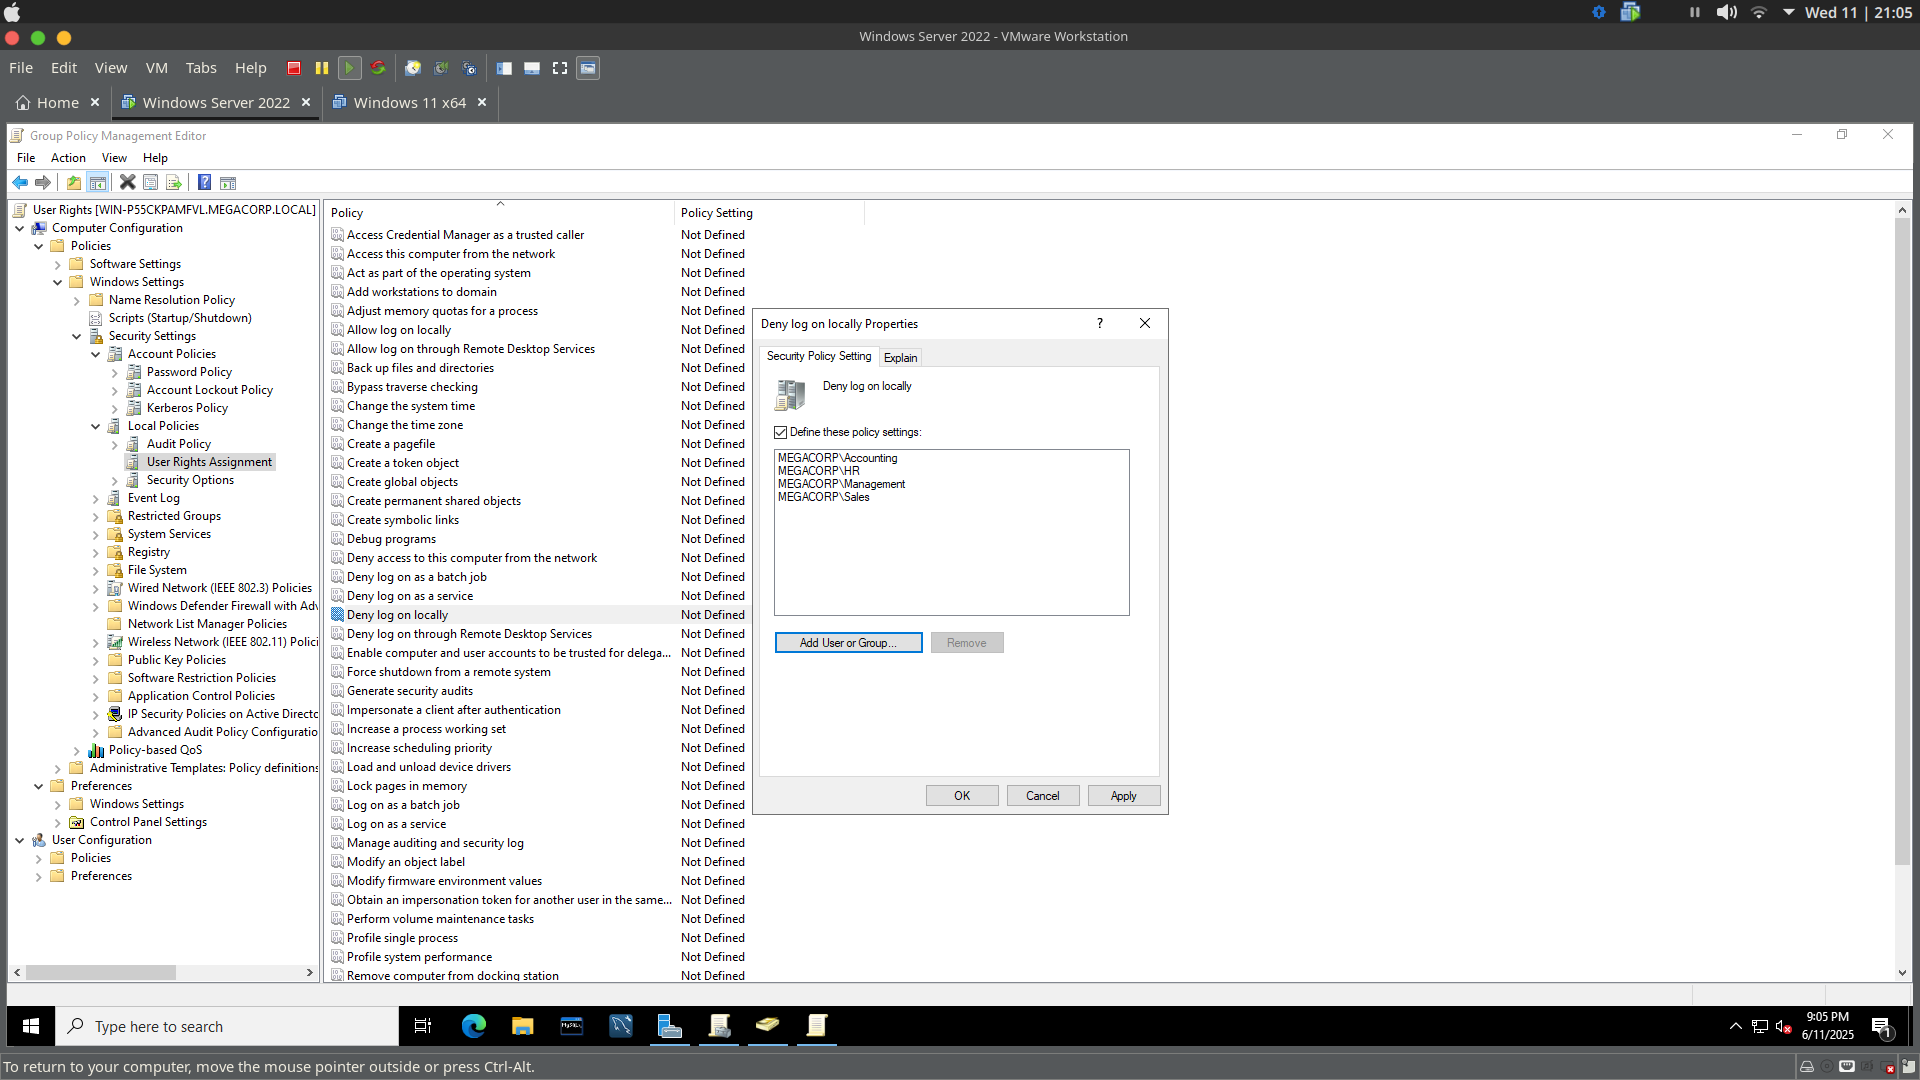 Wed 11 | 21:05
Windows Server 2022 - VMware Workstation
File Edit View VM Tabs Help
Home Windows Server 2022 Windows 11 x64
Group Policy Management Editor
File Action View Help
User Rights [WIN-P55CKPAMFVL.MEGACORP.LOCAL]
Computer Configuration
Policies
Software Settings
Windows Settings
Name Resolution Policy
Scripts (Startup/Shutdown)
Security Settings
Account Policies
Password Policy
Account Lockout Policy
Kerberos Policy
Local Policies
Audit Policy
User Rights Assignment
Security Options
Event Log
Restricted Groups
System Services
Registry
File System
Wired Network (IEEE 802.3) Policies
Windows Defender Firewall with Adv
Network List Manager Policies
Wireless Network (IEEE 802.11) Polici
Public Key Policies
Software Restriction Policies
Application Control Policies
IP Security Policies on Active Directo
Advanced Audit Policy Configuratio
Policy-based QoS
Administrative Templates: Policy definitions
Preferences
Windows Settings
Control Panel Settings
User Configuration
Policies
Preferences
Policy Policy Setting
Access Credential Manager as a trusted caller Not Defined
Access this computer from the network Not Defined
Act as part of the operating system Not Defined
Add workstations to domain Not Defined
Adjust memory quotas for a process Not Defined
Allow log on locally Not Defined
Allow log on through Remote Desktop Services Not Defined
Back up files and directories Not Defined
Bypass traverse checking Not Defined
Change the system time Not Defined
Change the time zone Not Defined
Create a pagefile Not Defined
Create a token object Not Defined
Create global objects Not Defined
Create permanent shared objects Not Defined
Create symbolic links Not Defined
Debug programs Not Defined
Deny access to this computer from the network Not Defined
Deny log on as a batch job Not Defined
Deny log on as a service Not Defined
Deny log on locally Not Defined
Deny log on through Remote Desktop Services Not Defined
Enable computer and user accounts to be trusted for delega... Not Defined
Force shutdown from a remote system Not Defined
Generate security audits Not Defined
Impersonate a client after authentication Not Defined
Increase a process working set Not Defined
Increase scheduling priority Not Defined
Load and unload device drivers Not Defined
Lock pages in memory Not Defined
Log on as a batch job Not Defined
Log on as a service Not Defined
Manage auditing and security log Not Defined
Modify an object label Not Defined
Modify firmware environment values Not Defined
Obtain an impersonation token for another user in the same... Not Defined
Perform volume maintenance tasks Not Defined
Profile single process Not Defined
Profile system performance Not Defined
Remove computer from docking station Not Defined
Deny log on locally Properties ?
Security Policy Setting Explain
Deny log on locally
Define these policy settings:
MEGACORP\Accounting
MEGACORP\HR
MEGACORP\Management
MEGACORP\Sales
Add User or Group... Remove
OK Cancel Apply
Type here to search
MySQL
9:05 PM
6/11/2025
1
To return to your computer, move the mouse pointer outside or press Ctrl-Alt.